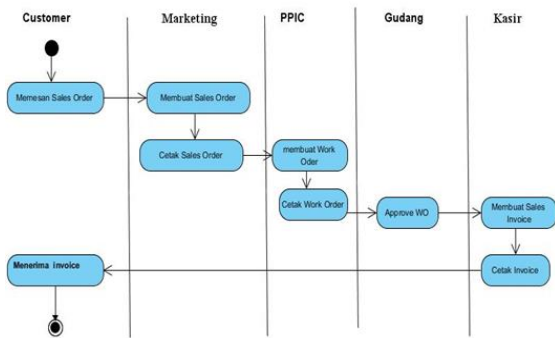 Customer
Marketing
PPIC
Gudang
Kasir
Memesan Sales Order
Membuat Sales Order
Cetak Sales Order
membuat Work
Oder
Cetak Work Order
Approve WO
Membuat Sales
Invoice
Menerima invoice
Cetak Invoice